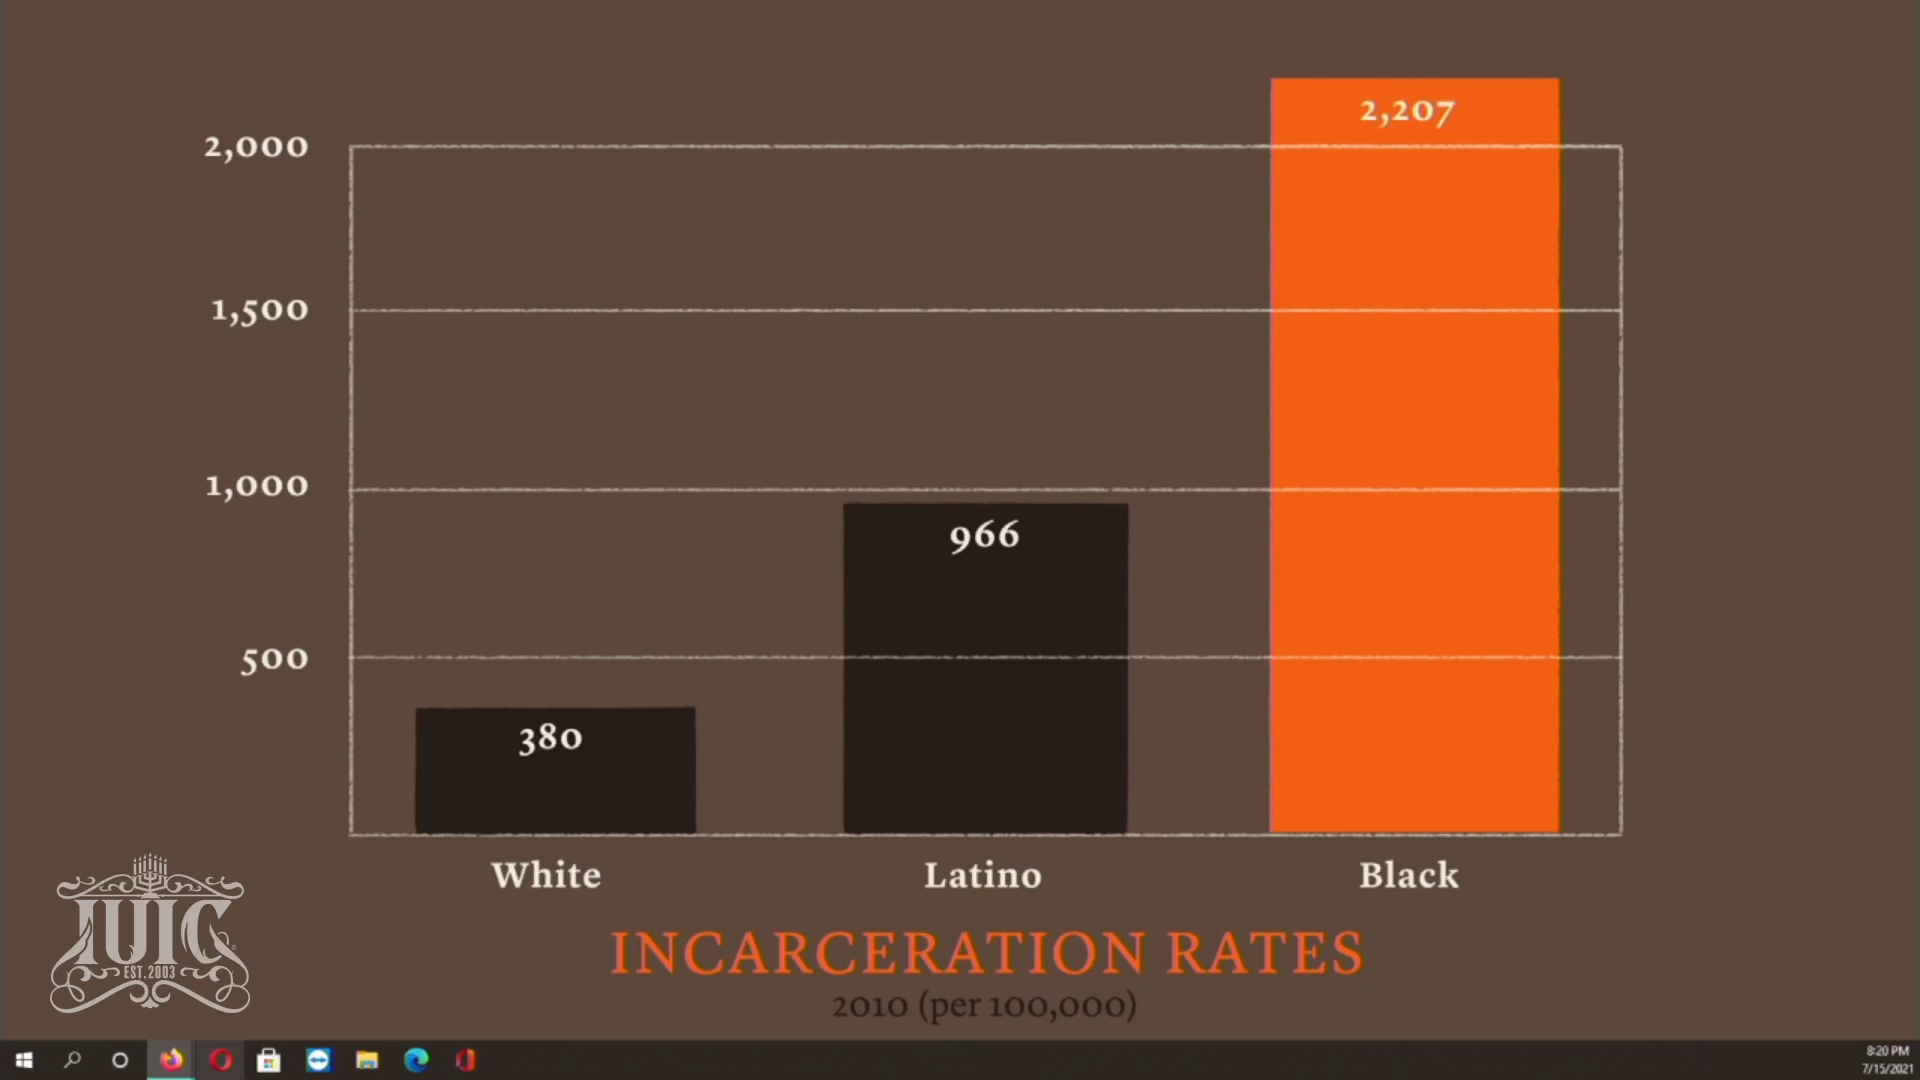 2,207
2,000
1,500
1,000
966
500
380
White Latino Black
IUIC
EST.2003
INCARCERATION RATES
2010 (per 100,000)
8:20 PM
7/15/2021